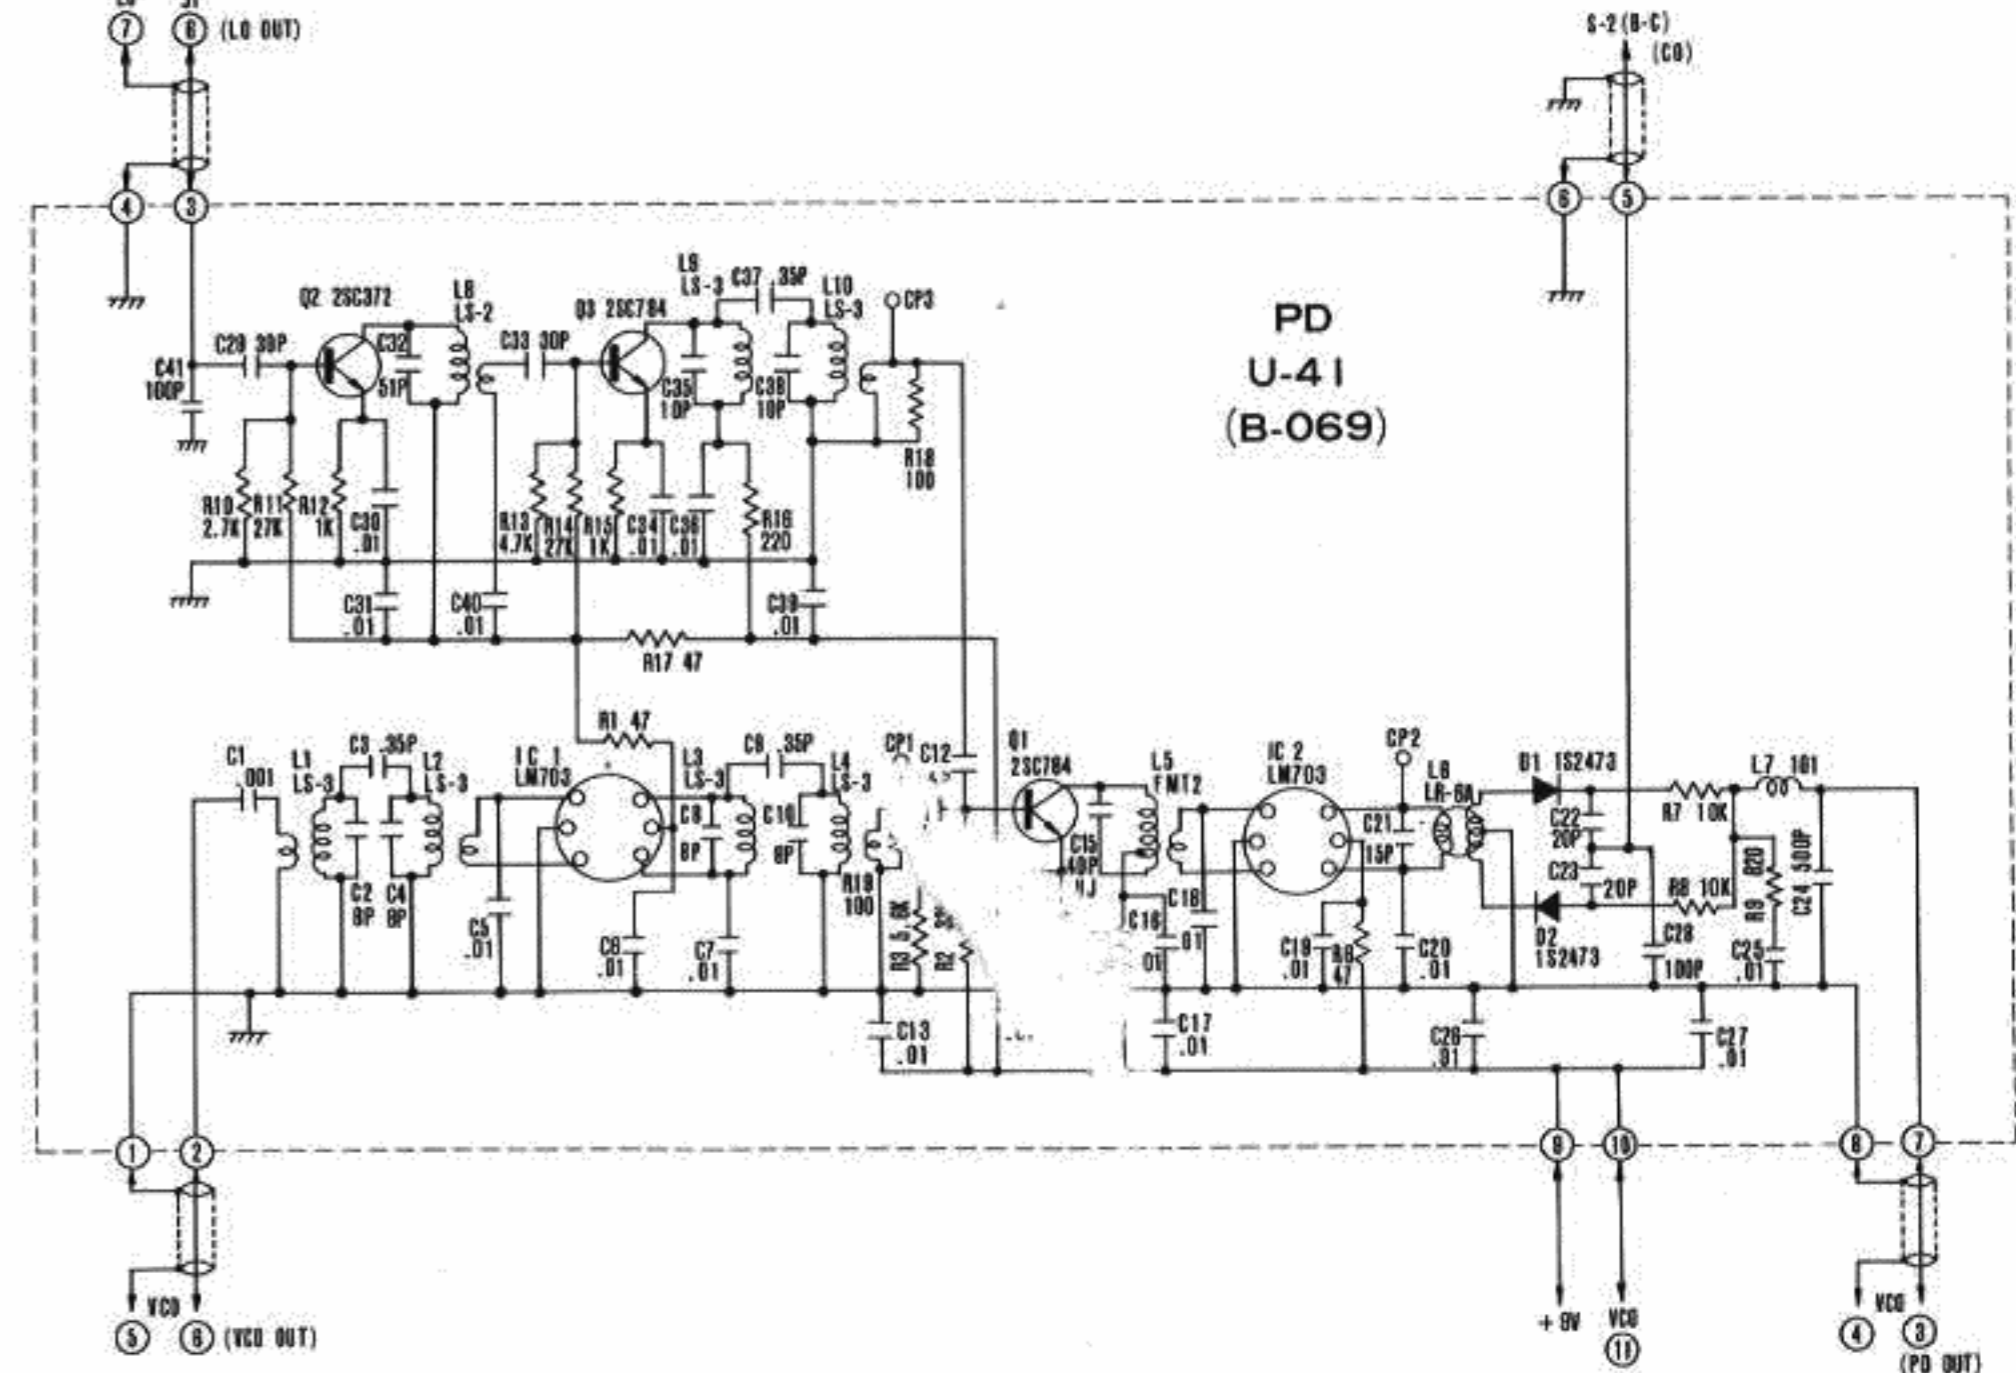 7 6 (LO OUT)
S-2 (B-C)
(CO)
4 3
6 5
PD
U-41
(B-069)
Q2 2SC372
L8
LS-2
C29 30P
C41
100P
C32
51P
C33 30P
Q3 2SC784
L9
LS-3
C37 .35P
L10
LS-3
CP3
C35
10P
C38
10P
R18
100
R10
2.7K
R11
27K
R12
1K
C30
.01
R13
4.7K
R14
27K
R15
1K
C34
.01
C36
.01
R16
220
C31
.01
C40
.01
C39
.01
R17 47
R1 47
C1
.001
L1
LS-3
C3 .35P
L2
LS-3
IC 1
LM703
L3
LS-3
C9 .35P
L4
LS-3
CP1
C12
Q1
2SC784
L5
FMT2
IC 2
LM703
CP2
L6
LR-6A
D1 1S2473
L7 101
R7 10K
C2
8P
C4
8P
C8
8P
C10
8P
R19
100
C15
C21
15P
C22
20P
C23
20P
R8 10K
R9
820
C24 500P
C5
.01
C6
.01
C7
.01
R3 5.6K
R2
C16
01
C18
01
C19
.01
R6
47
C20
.01
D2
1S2473
C28
100P
C25
.01
C13
.01
C17
.01
C26
.01
C27
.01
1 2
9 10
8 7
VCO
5 6 (VCO OUT)
+ 9V
VCO
11
VCO
4 3
(PD OUT)